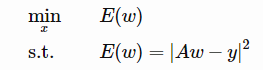 min E(w)
x
s.t. E(w) = |Aw − y|²